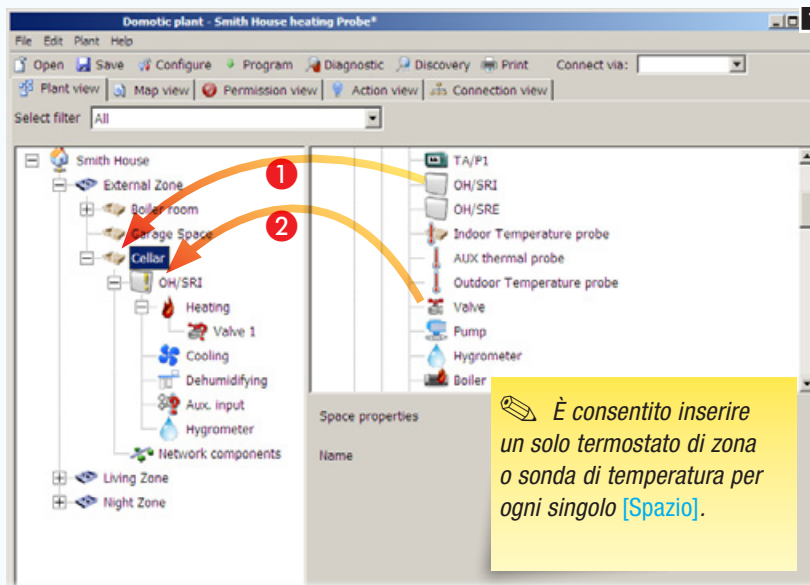 Domotic plant - Smith House heating Probe*
File Edit Plant Help
Open Save Configure Program Diagnostic Discovery Print Connect via:
Plant view Map view Permission view Action view Connection view
Select filter All
Smith House
External Zone
Boiler room
Garage Space
Cellar
OH/SRI
Heating
Valve 1
Cooling
Dehumidifying
Aux. input
Hygrometer
Network components
Living Zone
Night Zone
1
2
TA/P1
OH/SRI
OH/SRE
Indoor Temperature probe
AUX thermal probe
Outdoor Temperature probe
Valve
Pump
Hygrometer
Boiler
Space properties
Name
È consentito inserire
un solo termostato di zona
o sonda di temperatura per
ogni singolo [Spazio].